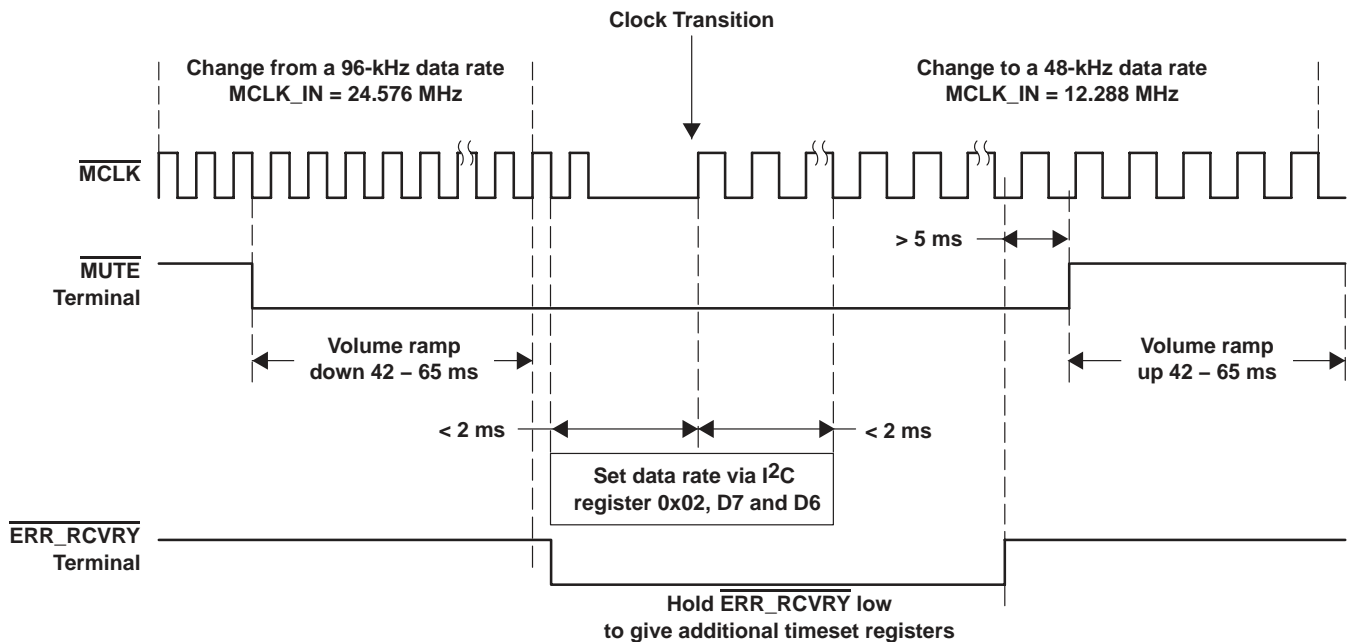 Clock Transition
Change from a 96-kHz data rate
MCLK_IN = 24.576 MHz
Change to a 48-kHz data rate
MCLK_IN = 12.288 MHz
MCLK
> 5 ms
MUTE
Terminal
Volume ramp
down 42 – 65 ms
Volume ramp
up 42 – 65 ms
< 2 ms
< 2 ms
Set data rate via I2C
register 0x02, D7 and D6
ERR_RCVRY
Terminal
Hold ERR_RCVRY low
to give additional timeset registers